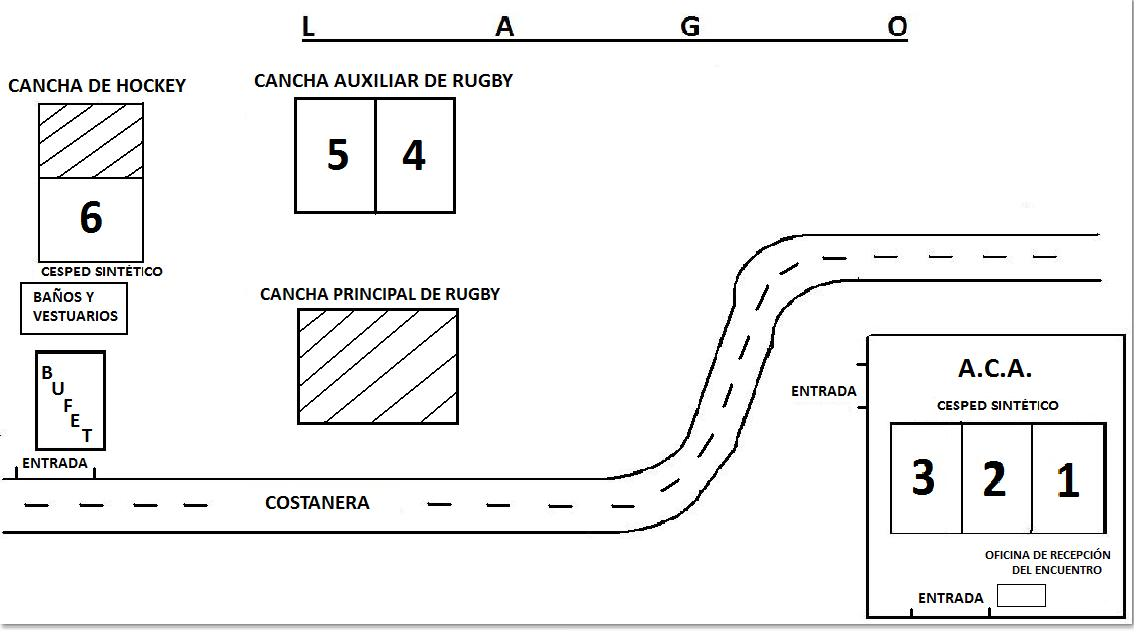 L A G O
CANCHA DE HOCKEY
CANCHA AUXILIAR DE RUGBY
5 4
6
CESPED SINTÉTICO
BAÑOS Y
VESTUARIOS
CANCHA PRINCIPAL DE RUGBY
BUFET
ENTRADA
COSTANERA
ENTRADA
A.C.A.
CESPED SINTÉTICO
3 2 1
OFICINA DE RECEPCIÓN
DEL ENCUENTRO
ENTRADA